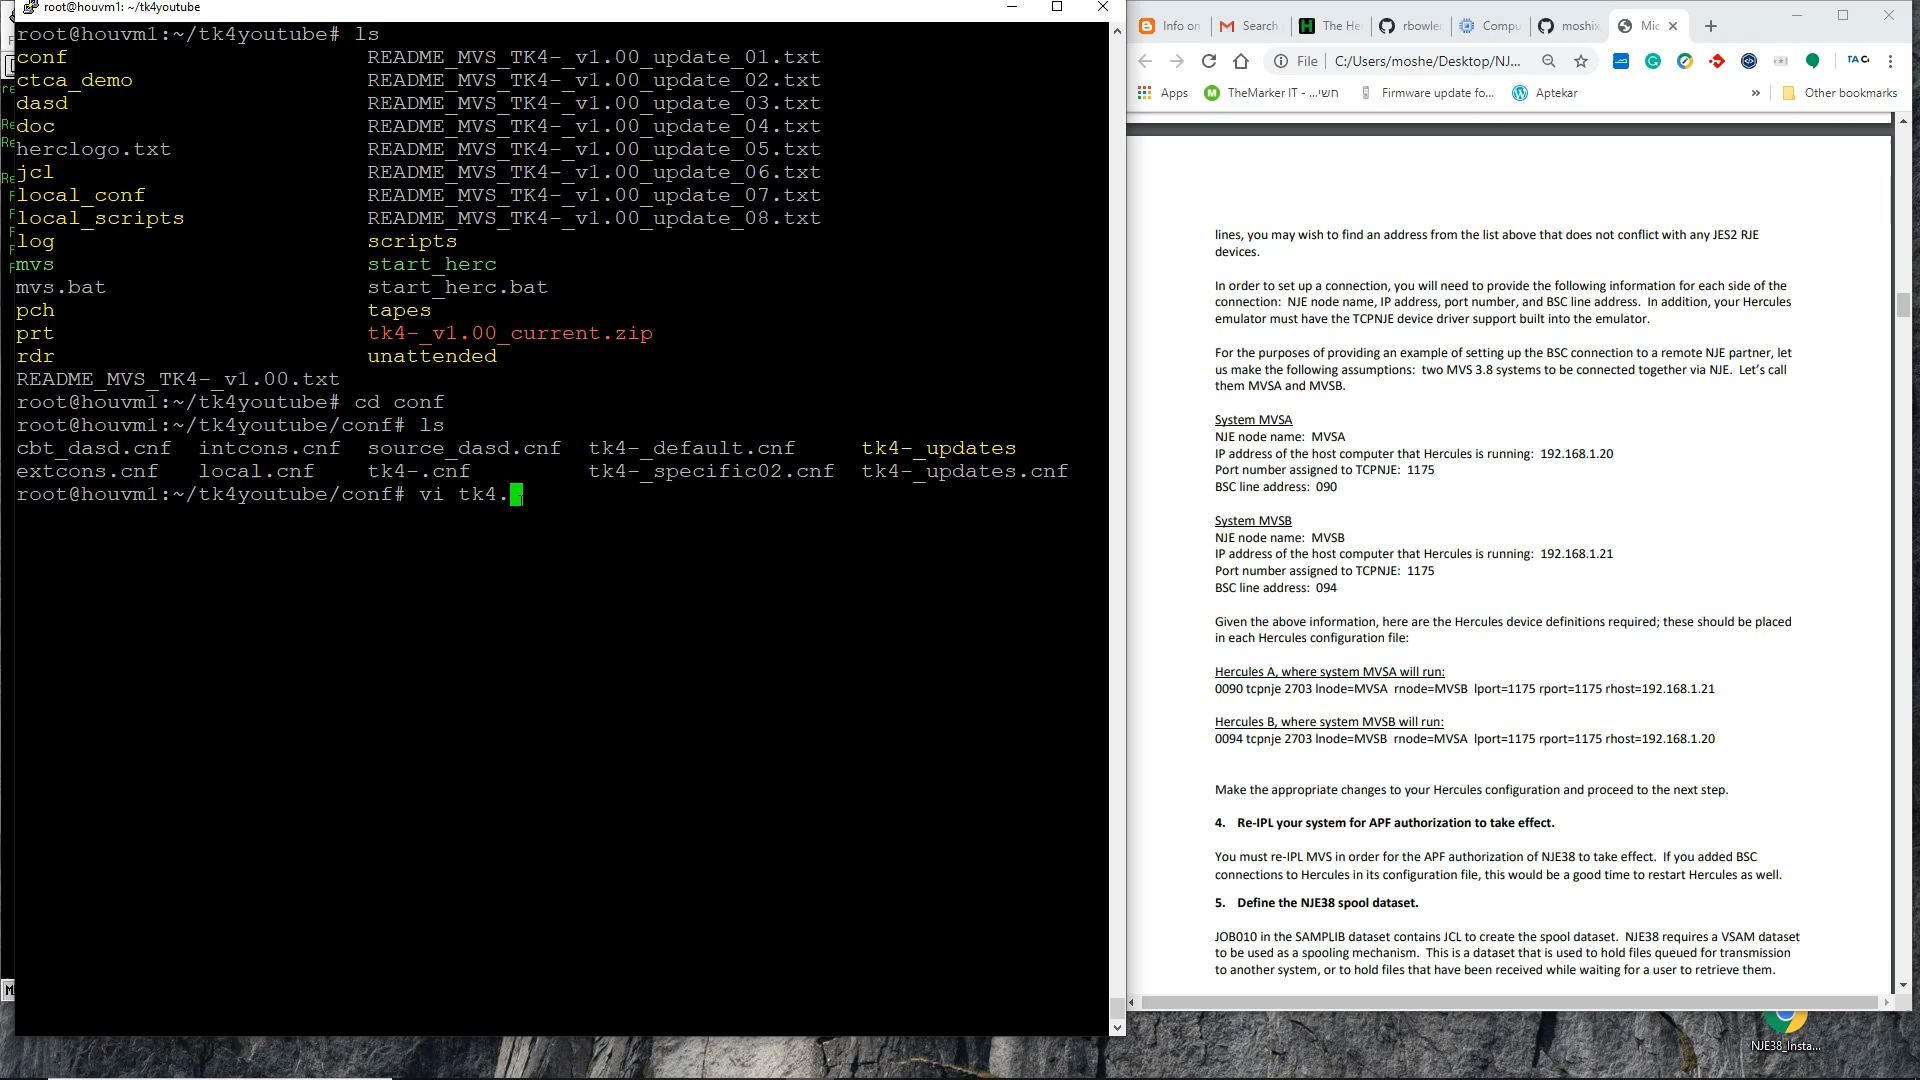 root@houvm1: ~/tk4youtube
root@houvm1:~/tk4youtube# ls
conf README_MVS_TK4-_v1.00_update_01.txt
ctca_demo README_MVS_TK4-_v1.00_update_02.txt
dasd README_MVS_TK4-_v1.00_update_03.txt
doc README_MVS_TK4-_v1.00_update_04.txt
herclogo.txt README_MVS_TK4-_v1.00_update_05.txt
jcl README_MVS_TK4-_v1.00_update_06.txt
local_conf README_MVS_TK4-_v1.00_update_07.txt
local_scripts README_MVS_TK4-_v1.00_update_08.txt
log scripts
mvs start_herc
mvs.bat start_herc.bat
pch tapes
prt tk4-_v1.00_current.zip
rdr unattended
README_MVS_TK4-_v1.00.txt
root@houvm1:~/tk4youtube# cd conf
root@houvm1:~/tk4youtube/conf# ls
cbt_dasd.cnf intcons.cnf source_dasd.cnf tk4-_default.cnf tk4-_updates
extcons.cnf local.cnf tk4-.cnf tk4-_specific02.cnf tk4-_updates.cnf
root@houvm1:~/tk4youtube/conf# vi tk4.
Info on Search The He rbowler Compu moshix Mic
File C:/Users/moshe/Desktop/NJ...
Apps TheMarker IT - ...חשי Firmware update fo... Aptekar » Other bookmarks
lines, you may wish to find an address from the list above that does not conflict with any JES2 RJE
devices.
In order to set up a connection, you will need to provide the following information for each side of the
connection: NJE node name, IP address, port number, and BSC line address. In addition, your Hercules
emulator must have the TCPNJE device driver support built into the emulator.
For the purposes of providing an example of setting up the BSC connection to a remote NJE partner, let
us make the following assumptions: two MVS 3.8 systems to be connected together via NJE. Let's call
them MVSA and MVSB.
System MVSA
NJE node name: MVSA
IP address of the host computer that Hercules is running: 192.168.1.20
Port number assigned to TCPNJE: 1175
BSC line address: 090
System MVSB
NJE node name: MVSB
IP address of the host computer that Hercules is running: 192.168.1.21
Port number assigned to TCPNJE: 1175
BSC line address: 094
Given the above information, here are the Hercules device definitions required; these should be placed
in each Hercules configuration file:
Hercules A, where system MVSA will run:
0090 tcpnje 2703 lnode=MVSA rnode=MVSB lport=1175 rport=1175 rhost=192.168.1.21
Hercules B, where system MVSB will run:
0094 tcpnje 2703 lnode=MVSB rnode=MVSA lport=1175 rport=1175 rhost=192.168.1.20
Make the appropriate changes to your Hercules configuration and proceed to the next step.
4. Re-IPL your system for APF authorization to take effect.
You must re-IPL MVS in order for the APF authorization of NJE38 to take effect. If you added BSC
connections to Hercules in its configuration file, this would be a good time to restart Hercules as well.
5. Define the NJE38 spool dataset.
JOB010 in the SAMPLIB dataset contains JCL to create the spool dataset. NJE38 requires a VSAM dataset
to be used as a spooling mechanism. This is a dataset that is used to hold files queued for transmission
to another system, or to hold files that have been received while waiting for a user to retrieve them.
NJE38_Insta...